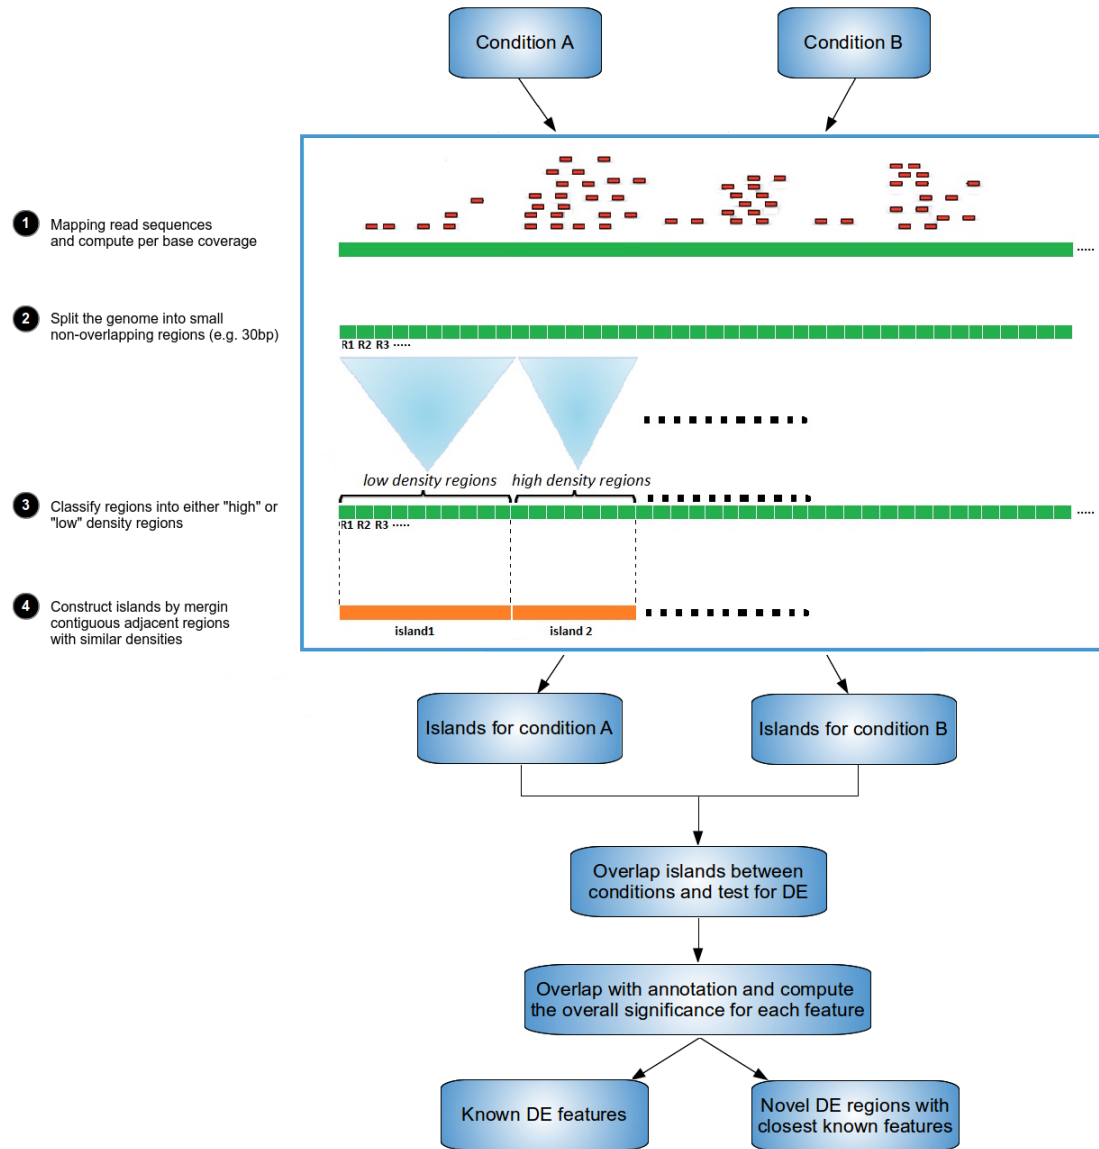 Condition A
Condition B
1
Mapping read sequences
and compute per base coverage
.....
2
Split the genome into small
non-overlapping regions (e.g. 30bp)
R1 R2 R3 .....
low density regions
high density regions
3
Classify regions into either "high" or
"low" density regions
.....
R1 R2 R3 .....
4
Construct islands by mergin
contiguous adjacent regions
with similar densities
island1
island 2
Islands for condition A
Islands for condition B
Overlap islands between
conditions and test for DE
Overlap with annotation and compute
the overall significance for each feature
Known DE features
Novel DE regions with
closest known features